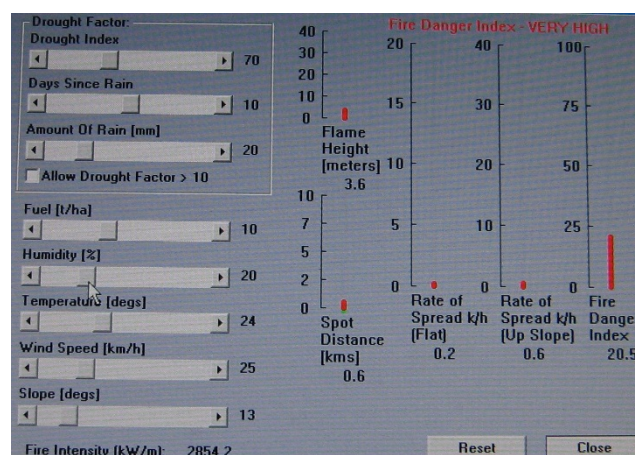 Drought Factor:
Drought Index
70
Days Since Rain
10
Amount Of Rain [mm]
20
Allow Drought Factor > 10
Fuel [t/ha]
10
Humidity [%]
20
Temperature [degs]
24
Wind Speed [km/h]
25
Slope [degs]
13
Fire Intensity [kW/m]: 2854.2
Fire Danger Index - VERY HIGH
40
30
20
10
0
Flame
Height
[meters]
3.6
10
7
5
2
0
Spot
Distance
[kms]
0.6
20
15
10
5
0
Rate of
Spread k/h
(Flat)
0.2
40
30
20
10
0
Rate of
Spread k/h
(Up Slope)
0.6
100
75
50
25
0
Fire
Danger
Index
20.5
Reset
Close